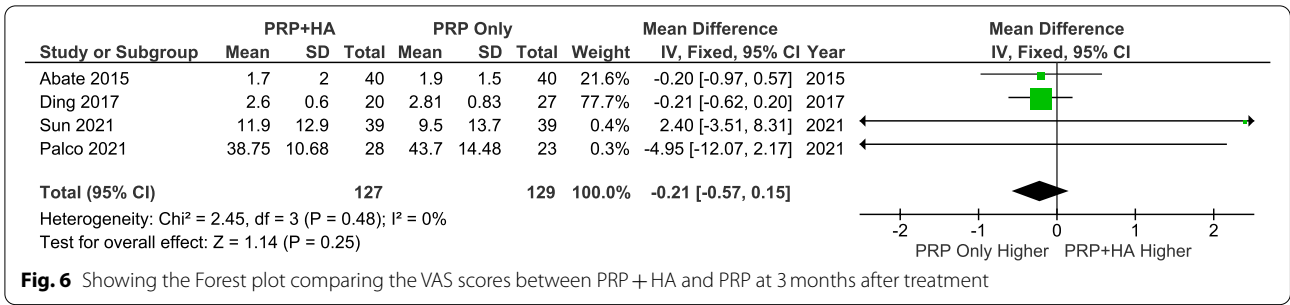 PRP+HA PRP Only Mean Difference Mean Difference
Study or Subgroup Mean SD Total Mean SD Total Weight IV, Fixed, 95% CI Year IV, Fixed, 95% CI
Abate 2015 1.7 2 40 1.9 1.5 40 21.6% -0.20 [-0.97, 0.57] 2015
Ding 2017 2.6 0.6 20 2.81 0.83 27 77.7% -0.21 [-0.62, 0.20] 2017
Sun 2021 11.9 12.9 39 9.5 13.7 39 0.4% 2.40 [-3.51, 8.31] 2021
Palco 2021 38.75 10.68 28 43.7 14.48 23 0.3% -4.95 [-12.07, 2.17] 2021
Total (95% CI) 127 129 100.0% -0.21 [-0.57, 0.15]
Heterogeneity: Chi² = 2.45, df = 3 (P = 0.48); I² = 0%
Test for overall effect: Z = 1.14 (P = 0.25)
-2 -1 0 1 2
PRP Only Higher PRP+HA Higher
Fig. 6 Showing the Forest plot comparing the VAS scores between PRP + HA and PRP at 3 months after treatment